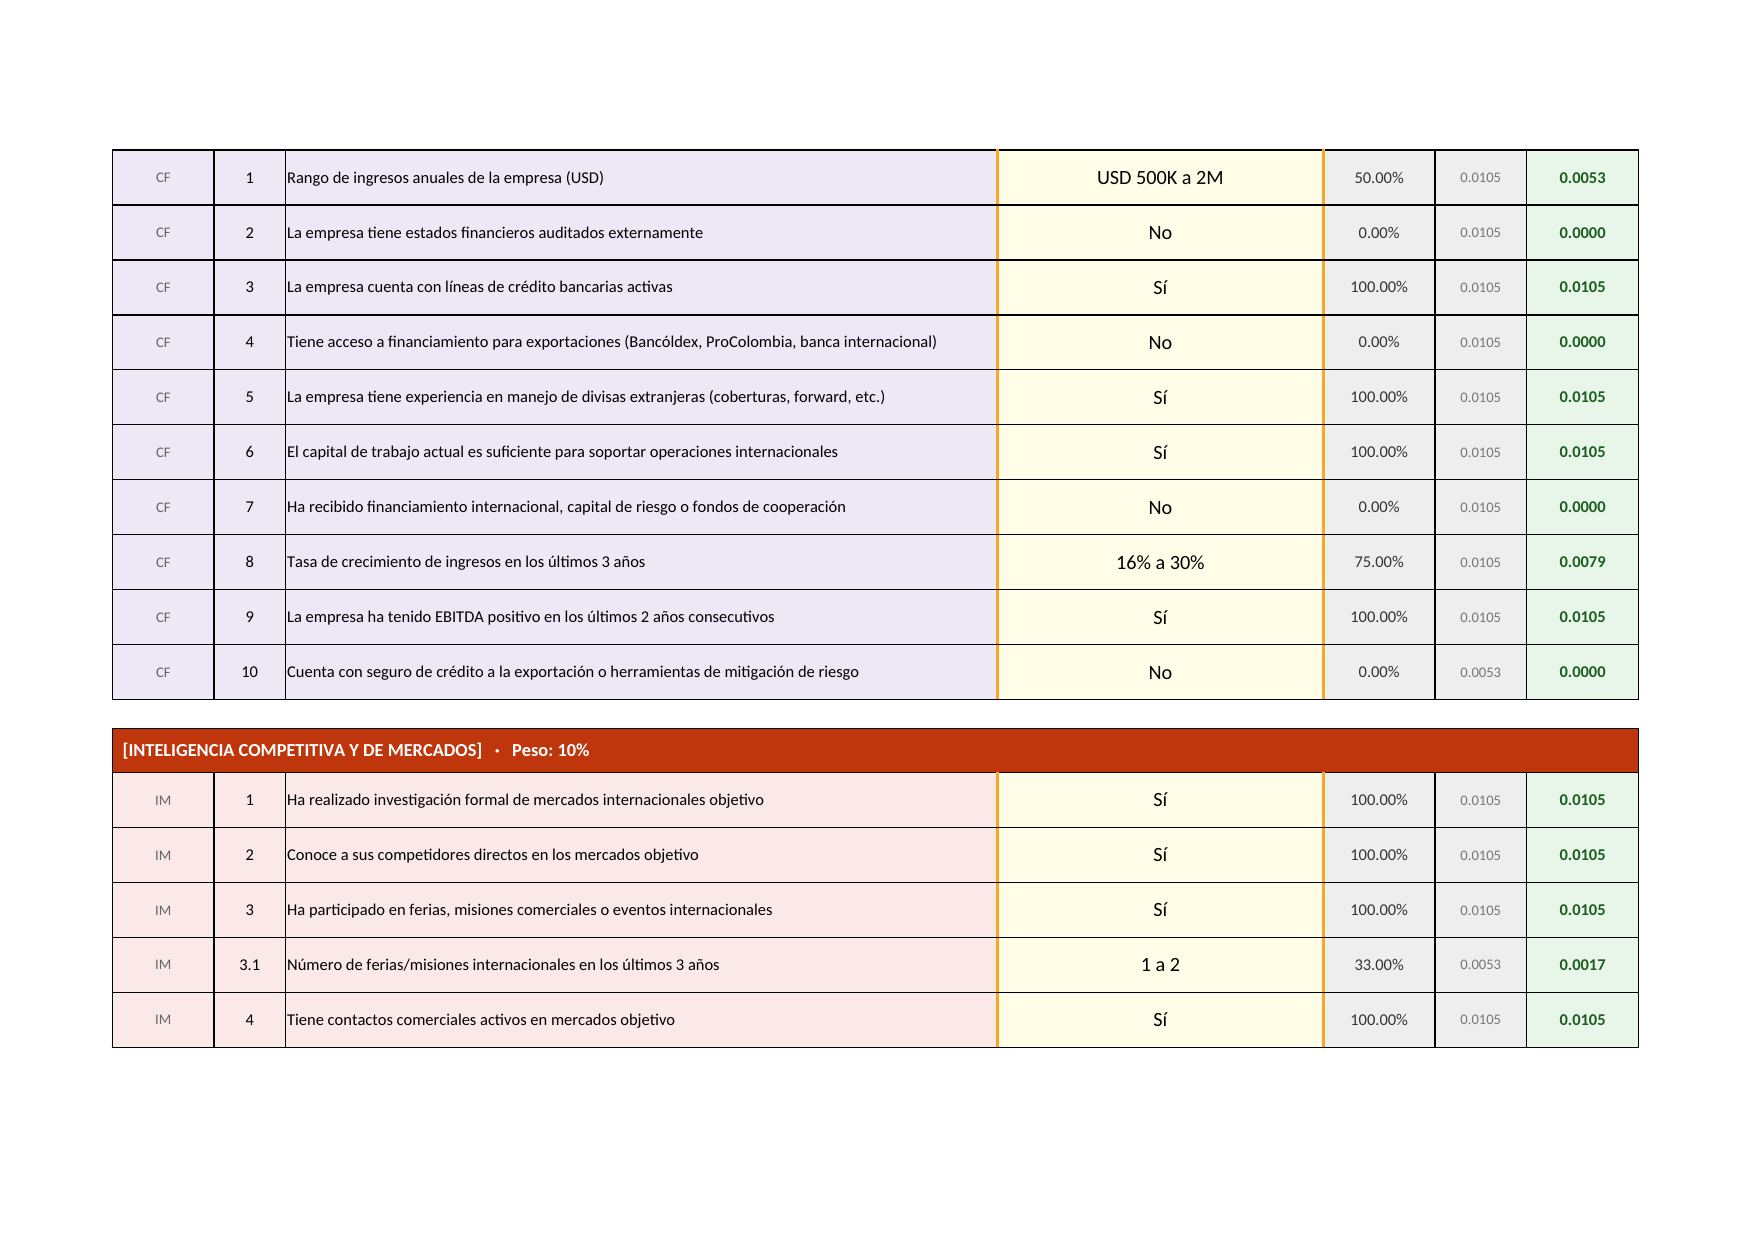 CF 1 Rango de ingresos anuales de la empresa (USD) USD 500K a 2M 50.00% 0.0105 0.0053
CF 2 La empresa tiene estados financieros auditados externamente No 0.00% 0.0105 0.0000
CF 3 La empresa cuenta con líneas de crédito bancarias activas Sí 100.00% 0.0105 0.0105
CF 4 Tiene acceso a financiamiento para exportaciones (Bancóldex, ProColombia, banca internacional) No 0.00% 0.0105 0.0000
CF 5 La empresa tiene experiencia en manejo de divisas extranjeras (coberturas, forward, etc.) Sí 100.00% 0.0105 0.0105
CF 6 El capital de trabajo actual es suficiente para soportar operaciones internacionales Sí 100.00% 0.0105 0.0105
CF 7 Ha recibido financiamiento internacional, capital de riesgo o fondos de cooperación No 0.00% 0.0105 0.0000
CF 8 Tasa de crecimiento de ingresos en los últimos 3 años 16% a 30% 75.00% 0.0105 0.0079
CF 9 La empresa ha tenido EBITDA positivo en los últimos 2 años consecutivos Sí 100.00% 0.0105 0.0105
CF 10 Cuenta con seguro de crédito a la exportación o herramientas de mitigación de riesgo No 0.00% 0.0053 0.0000
[INTELIGENCIA COMPETITIVA Y DE MERCADOS] · Peso: 10%
IM 1 Ha realizado investigación formal de mercados internacionales objetivo Sí 100.00% 0.0105 0.0105
IM 2 Conoce a sus competidores directos en los mercados objetivo Sí 100.00% 0.0105 0.0105
IM 3 Ha participado en ferias, misiones comerciales o eventos internacionales Sí 100.00% 0.0105 0.0105
IM 3.1 Número de ferias/misiones internacionales en los últimos 3 años 1 a 2 33.00% 0.0053 0.0017
IM 4 Tiene contactos comerciales activos en mercados objetivo Sí 100.00% 0.0105 0.0105